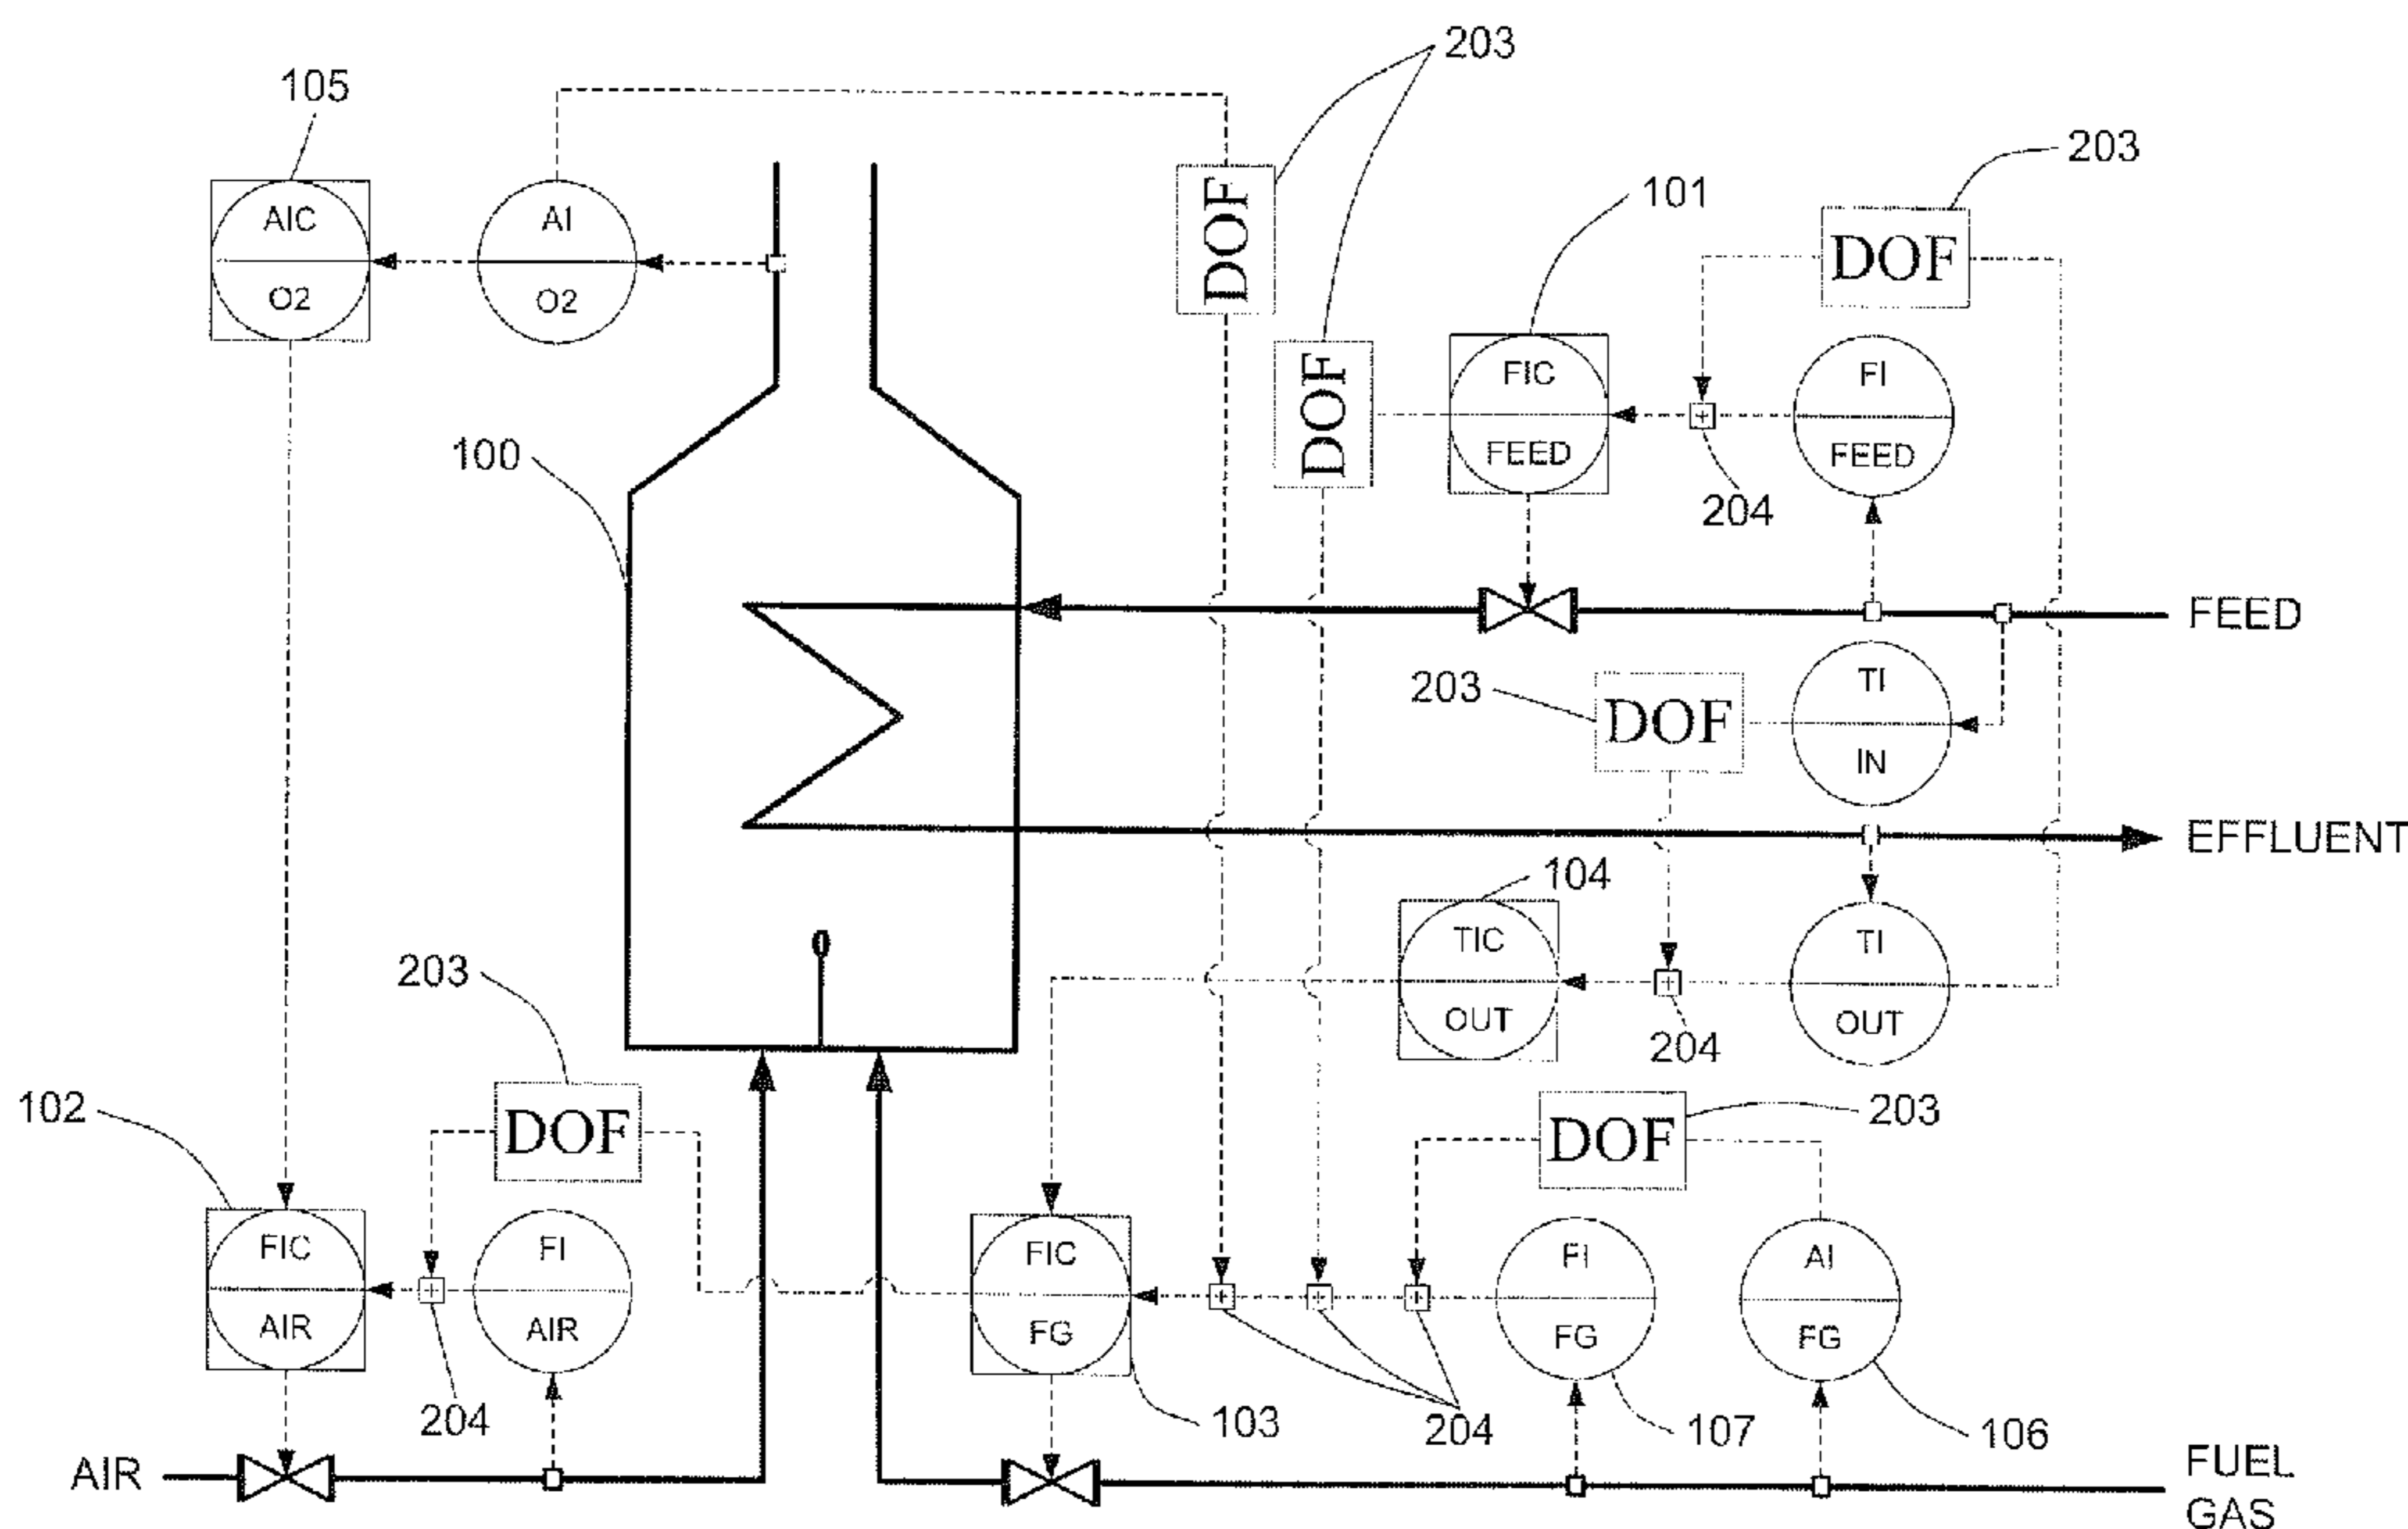 203
105
203
AIC
O2
AI
O2
DOF
101
DOF
DOF
FIC
FEED
FI
FEED
100
204
FEED
203
DOF
TI
IN
EFFLUENT
104
TIC
OUT
TI
OUT
203
204
102
DOF
DOF
203
FIC
AIR
FI
AIR
FIC
FG
FI
FG
AI
FG
204
103
204
107
106
AIR
FUEL
GAS